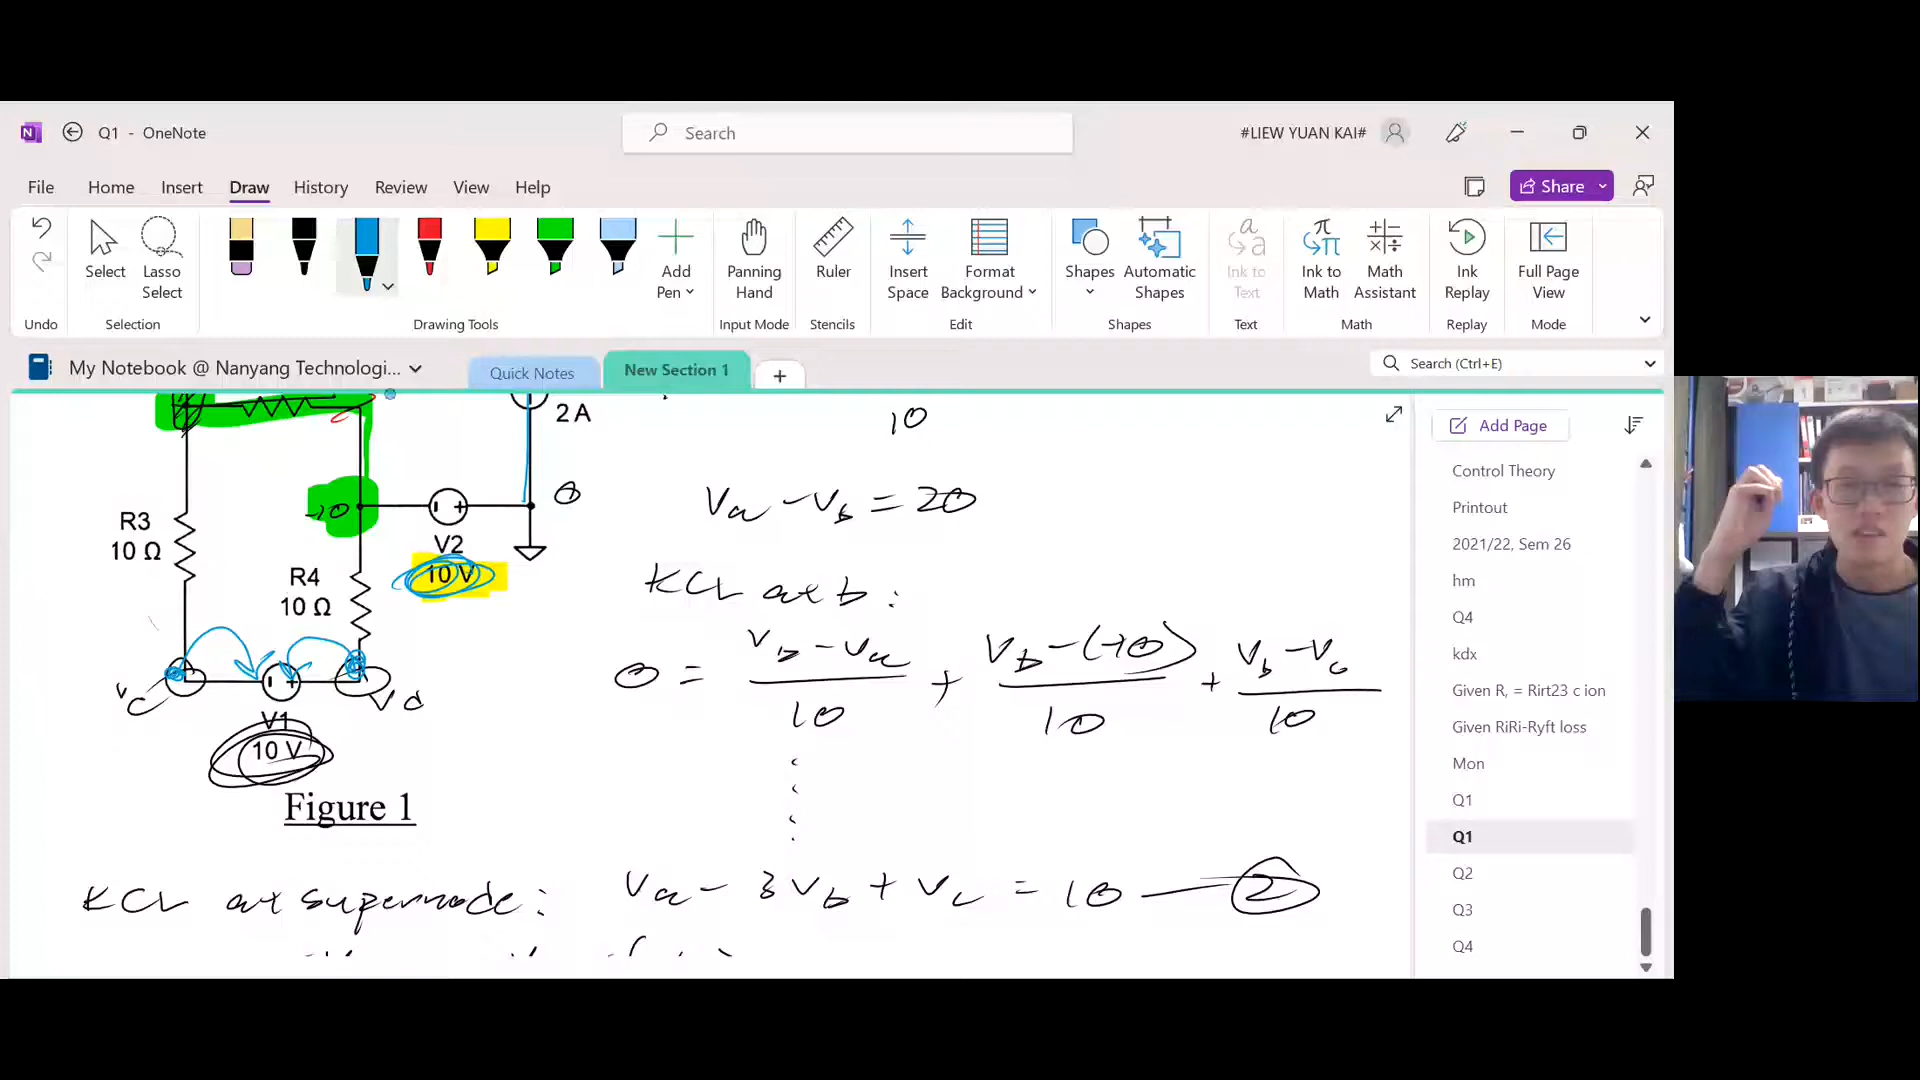 Q1 - OneNote
Search
#LIEW YUAN KAI#
File Home Insert Draw History Review View Help
Share
Select
Lasso Select
Add Pen
Panning Hand
Ruler
Insert Space
Format Background
Shapes
Automatic Shapes
Ink to Text
Ink to Math
Math Assistant
Ink Replay
Full Page View
Undo
Selection
Drawing Tools
Input Mode
Stencils
Edit
Shapes
Text
Math
Replay
Mode
My Notebook @ Nanyang Technologi...
Quick Notes
New Section 1
+
Search (Ctrl+E)
Add Page
Control Theory
Printout
2021/22, Sem 26
hm
Q4
kdx
Given R, = Rirt23 c ion
Given RiRi-Ryft loss
Mon
Q1
Q1
Q2
Q3
Q4
2 A
R3
10 Ω
-10
0
V2
10 V
R4
10 Ω
Vc
Vd
V1
10 V
Figure 1
10
Va - Vb = 20
KCL at b:
0 = (Vb - Va)/10 + (Vb - (-10))/10 + (Vb - Vc)/10
KCL at supernode:
Va - 3Vb + Vc = 10 — 2